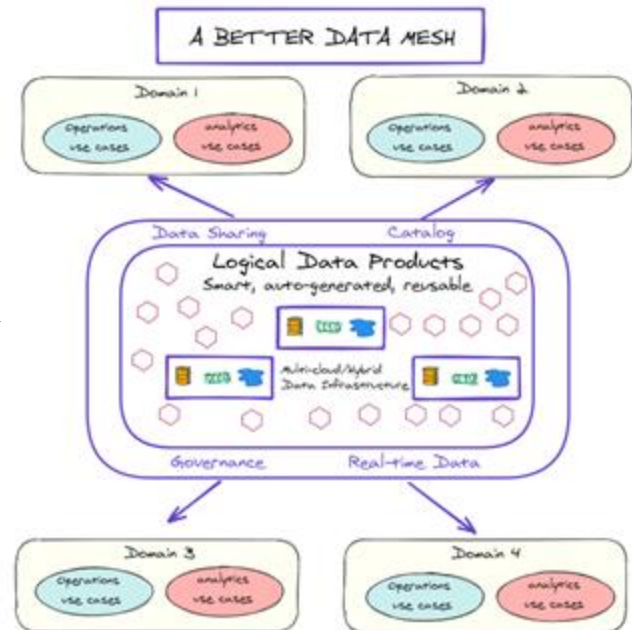 A BETTER DATA MESH
Domain 1
Operations
use cases
analytics
use cases
Domain 2
Operations
use cases
analytics
use cases
Data Sharing
Catalog
Logical Data Products
Smart, auto-generated, reusable
Multi-cloud/Hybrid
Data Infrastructure
Governance
Real-time Data
Domain 3
Operations
use cases
analytics
use cases
Domain 4
Operations
use cases
analytics
use cases